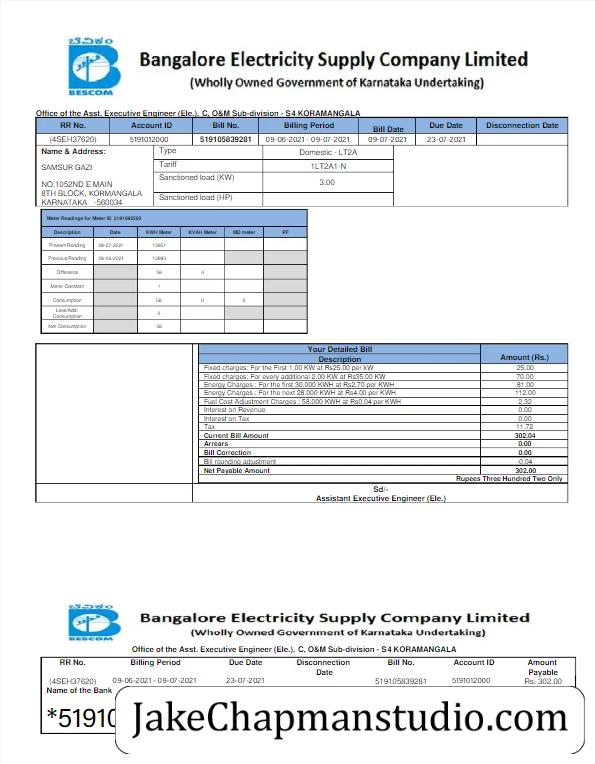 ಬೆವಿಕಂ
BESCOM
Bangalore Electricity Supply Company Limited
(Wholly Owned Government of Karnataka Undertaking)
Office of the Asst. Executive Engineer (Ele.), C, O&M Sub-division - S4 KORAMANGALA
RR No. Account ID Bill No. Billing Period Bill Date Due Date Disconnection Date
(4SEH37620) 5191012000 519105839281 09-06-2021 - 09-07-2021 09-07-2021 23-07-2021
Name & Address: Type Domestic - LT2A
SAMSUR GAZI Tariff 1LT2A1-N
NO.1052ND E MAIN Sanctioned load (KW) 3.00
8TH BLOCK, KORMANGALA
KARNATAKA -560034 Sanctioned load (HP)
Meter Readings for Meter ID
Description Date KWH Meter KVAH Meter MD meter PF
Present Reading 09-07-2021 13951
Previous Reading 09-06-2021 13893
Difference 58 0
Meter Constant 1
Consumption 58 0 0
Less/Add: Consumption 0
Net Consumption 58
Your Detailed Bill
Description Amount (Rs.)
Fixed charges: For the First 1.00 KW at Rs25.00 per kW 25.00
Fixed charges: For every additional 2.00 KW at Rs35.00 KW 70.00
Energy Charges : For the first 30.000 KWH at Rs2.70 per KWH 81.00
Energy Charges : For the next 28.000 KWH at Rs4.00 per KWH 112.00
Fuel Cost Adjustment Charges : 58.000 KWH at Rs0.04 per KWH 2.32
Interest on Revenue 0.00
Interest on Tax 0.00
Tax 11.72
Current Bill Amount 302.04
Arrears 0.00
Bill Correction 0.00
Bill rounding adjustment -0.04
Net Payable Amount 302.00
Rupees Three Hundred Two Only
Sd/-
Assistant Executive Engineer (Ele.)
ಬೆವಿಕಂ
BESCOM
Bangalore Electricity Supply Company Limited
(Wholly Owned Government of Karnataka Undertaking)
Office of the Asst. Executive Engineer (Ele.), C, O&M Sub-division - S4 KORAMANGALA
RR No. Billing Period Due Date Disconnection Date Bill No. Account ID Amount Payable
(4SEH37620) 09-06-2021 - 09-07-2021 23-07-2021 519105839281 5191012000 Rs. 302.00
Name of the Bank
*51910
JakeChapmanstudio.com